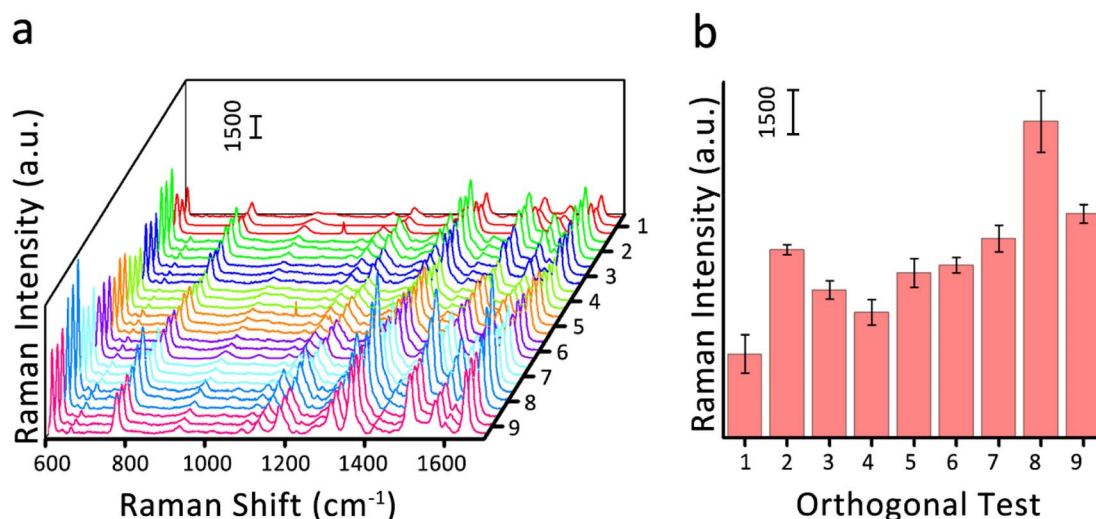 a
Raman Intensity (a.u.)
1500
1
2
3
4
5
6
7
8
9
600 800 1000 1200 1400 1600
Raman Shift (cm⁻¹)
b
Raman Intensity (a.u.)
1500
1 2 3 4 5 6 7 8 9
Orthogonal Test